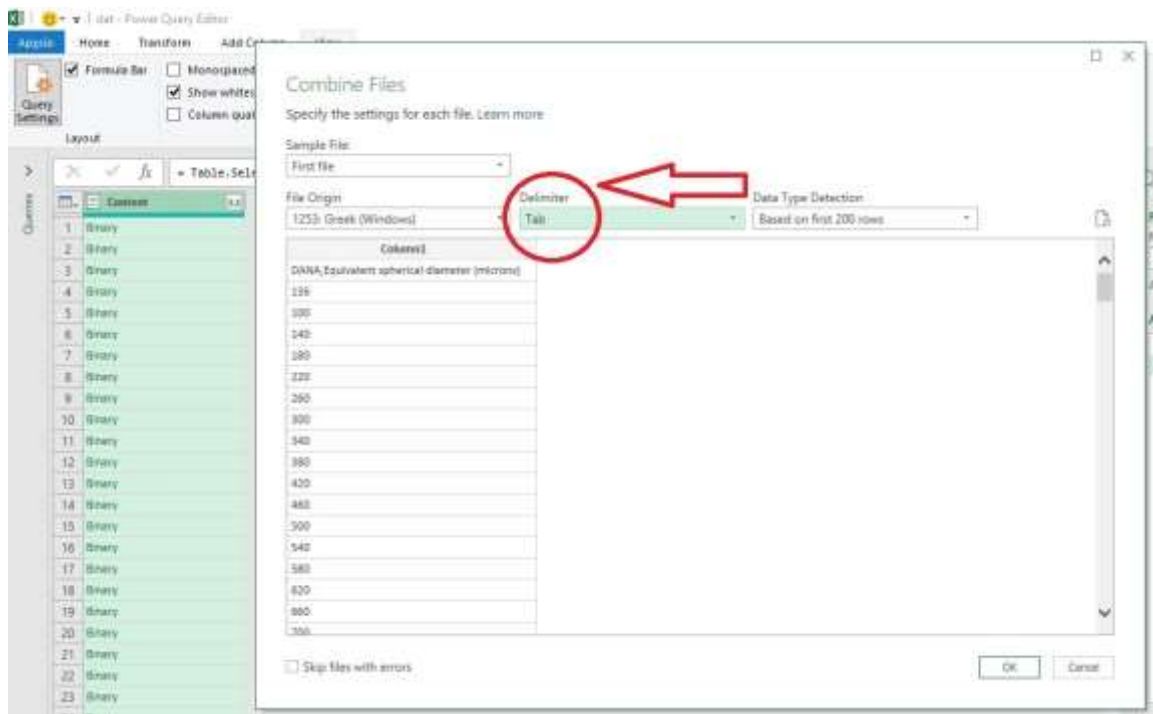 dat - Power Query Editor
Home Transform
Formula Bar Monospaced
Show whites
Column qual
Query
Settings
Layout
= Table.Sele
Queries
Content
1 Binary
2 Binary
3 Binary
4 Binary
5 Binary
6 Binary
7 Binary
8 Binary
9 Binary
10 Binary
11 Binary
12 Binary
13 Binary
14 Binary
15 Binary
16 Binary
17 Binary
18 Binary
19 Binary
20 Binary
21 Binary
22 Binary
23 Binary
Combine Files
Specify the settings for each file. Learn more
Sample File:
First file
File Origin Delimiter Data Type Detection
1253: Greek (Windows) Tab Based on first 200 rows
Column1
DANA,Equivalent spherical diameter (microns)
100
140
180
220
260
300
340
380
420
460
500
540
580
620
660
700
Skip files with errors
OK Cancel